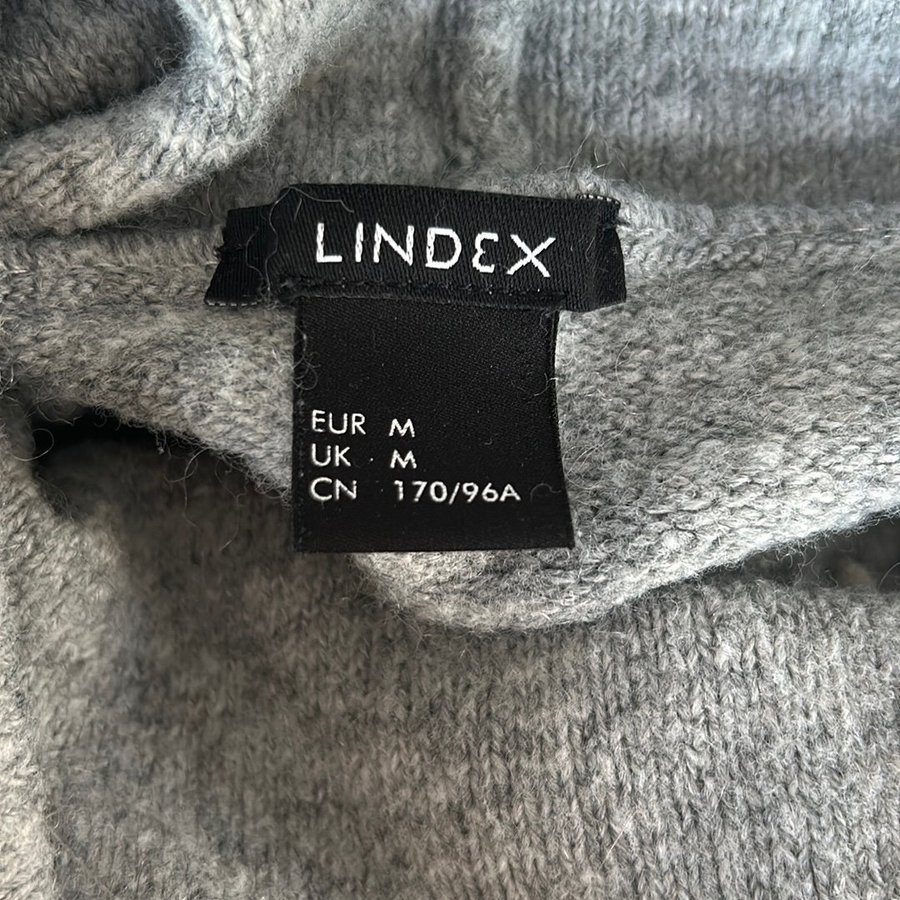 LINDEX
EUR M
UK M
CN 170/96A